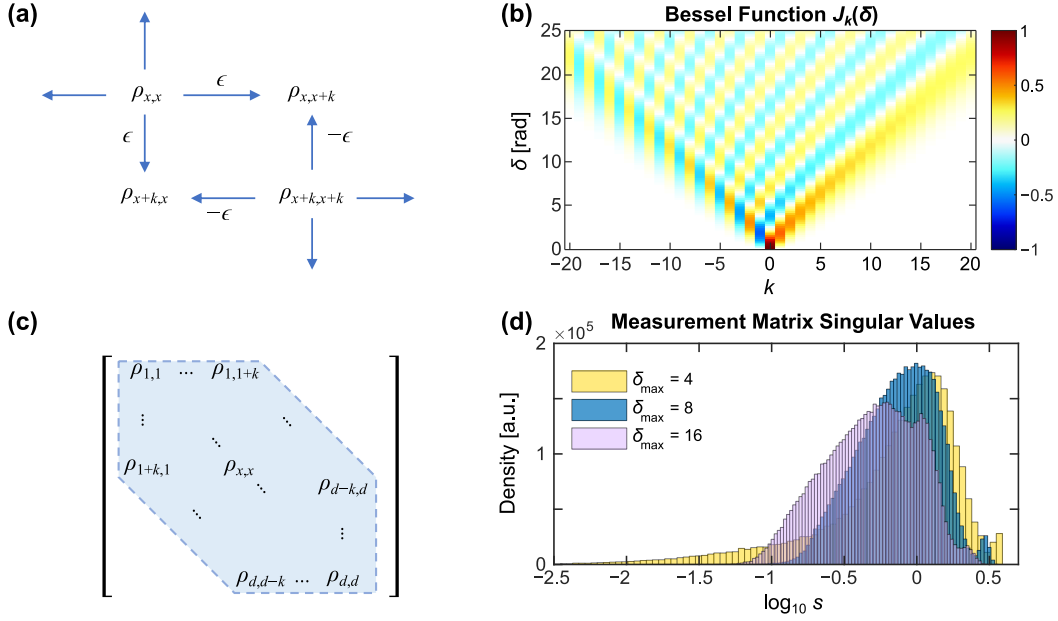 (a)
ρx,x
ϵ
ρx,x+k
ϵ
−ϵ
ρx+k,x
−ϵ
ρx+k,x+k
(b)
Bessel Function Jk(δ)
δ [rad]
25
20
15
10
5
0
−20 −15 −10 −5 0 5 10 15 20
k
1
0.5
0
−0.5
−1
(c)
ρ1,1 ··· ρ1,1+k
⋮ ⋱
⋱
ρ1+k,1 ρx,x
⋱ ρd−k,d
⋱ ⋮
ρd,d−k ··· ρd,d
(d)
Measurement Matrix Singular Values
×10^5
Density [a.u.]
2
1
0
δmax = 4
δmax = 8
δmax = 16
−2.5 −2 −1.5 −1 −0.5 0 0.5
log10 s